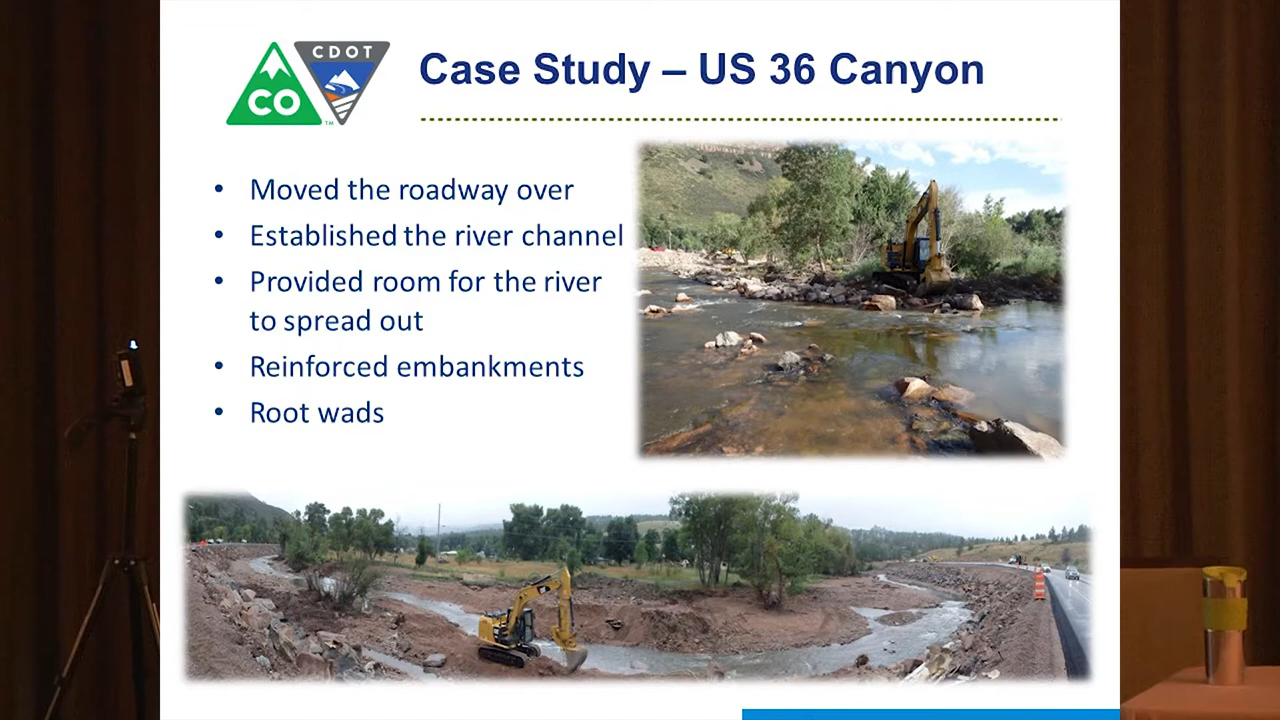 CDOT
CO
TM
Case Study – US 36 Canyon
• Moved the roadway over
• Established the river channel
• Provided room for the river
to spread out
• Reinforced embankments
• Root wads